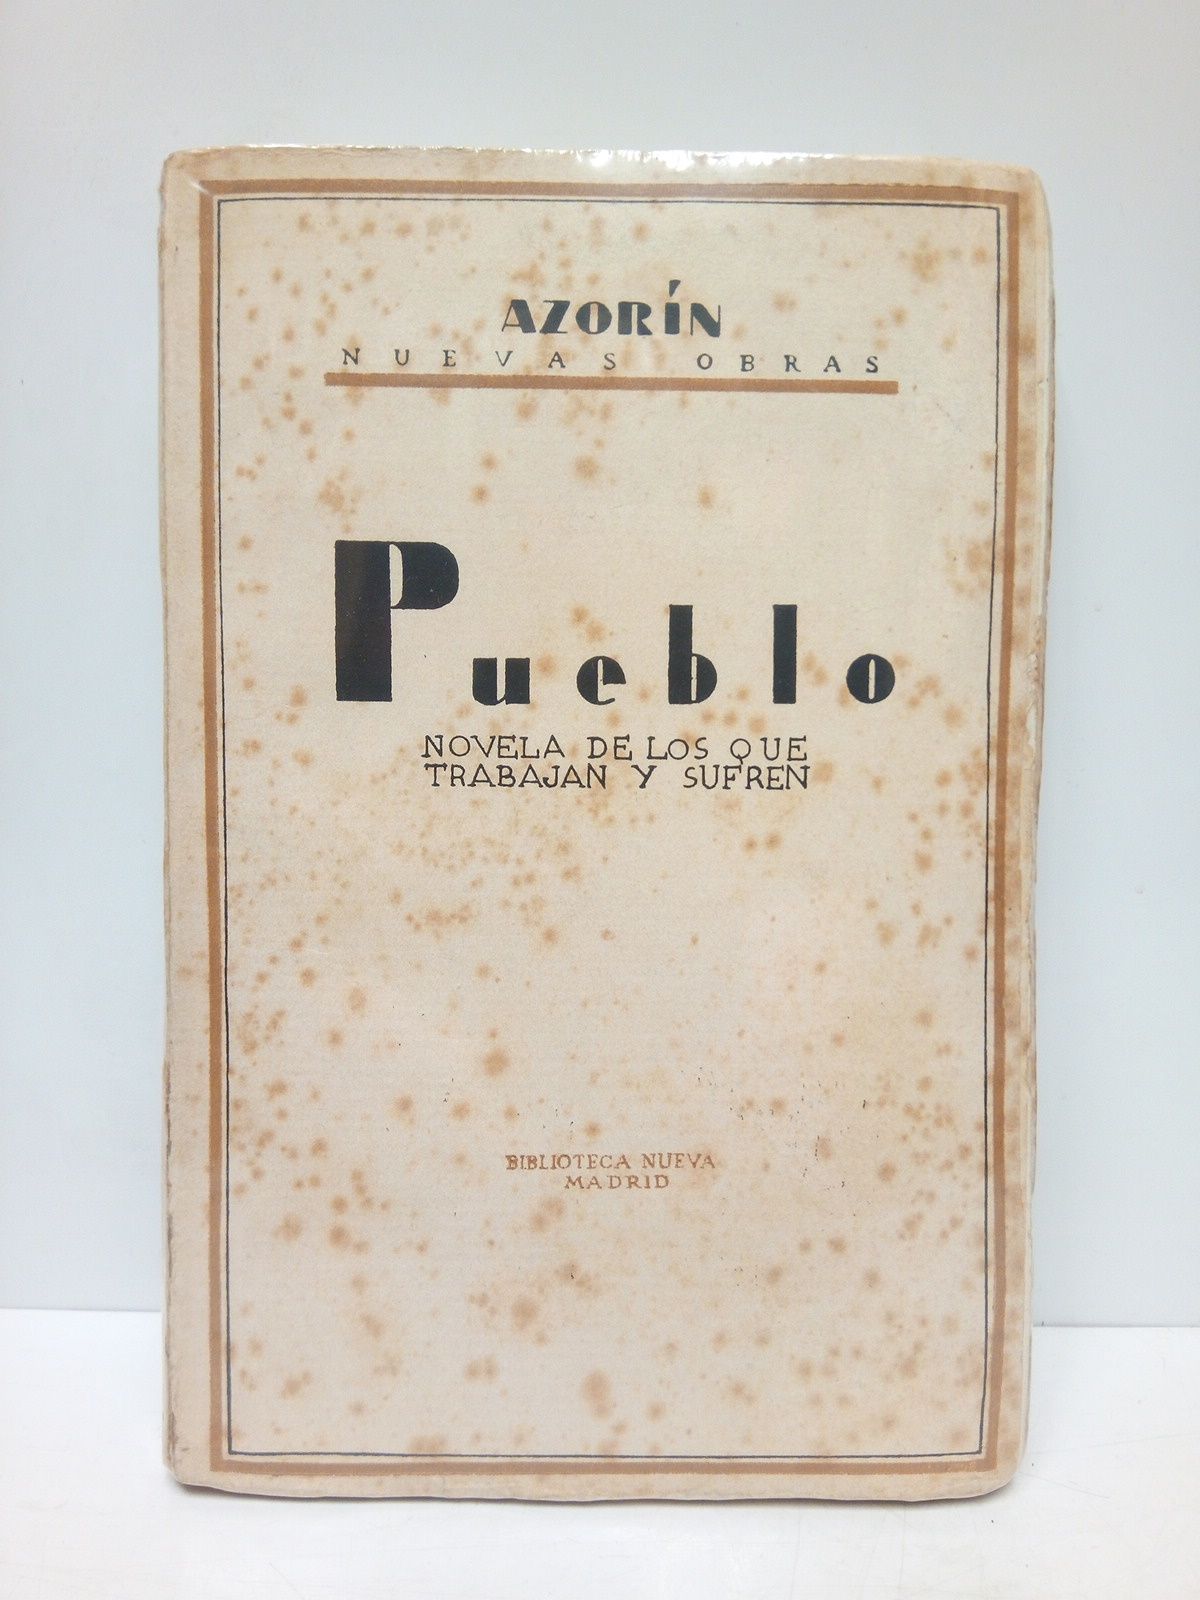 AZORÍN
NUEVAS OBRAS
Pueblo
NOVELA DE LOS QUE
TRABAJAN Y SUFREN
BIBLIOTECA NUEVA
MADRID